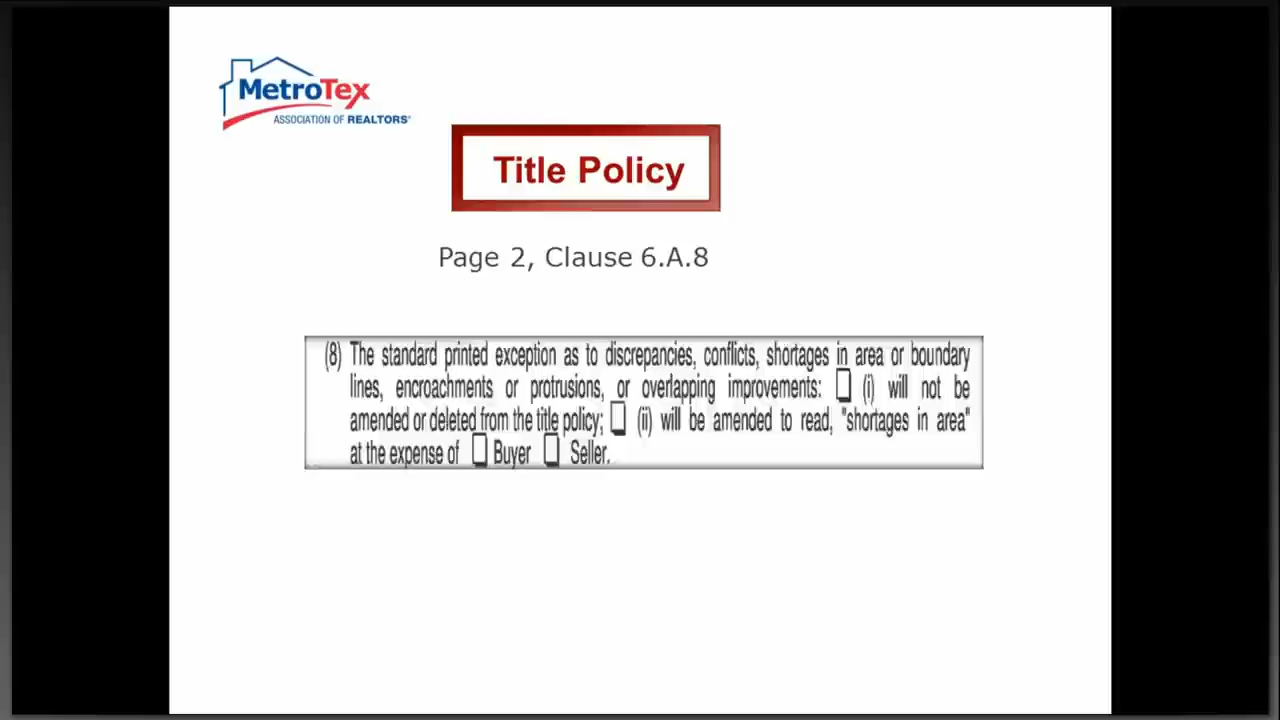 MetroTex
ASSOCIATION OF REALTORS®
Title Policy
Page 2, Clause 6.A.8
(8) The standard printed exception as to discrepancies, conflicts, shortages in area or boundary
lines, encroachments or protrusions, or overlapping improvements: ☐ (i) will not be
amended or deleted from the title policy; ☐ (ii) will be amended to read, "shortages in area"
at the expense of ☐ Buyer ☐ Seller.